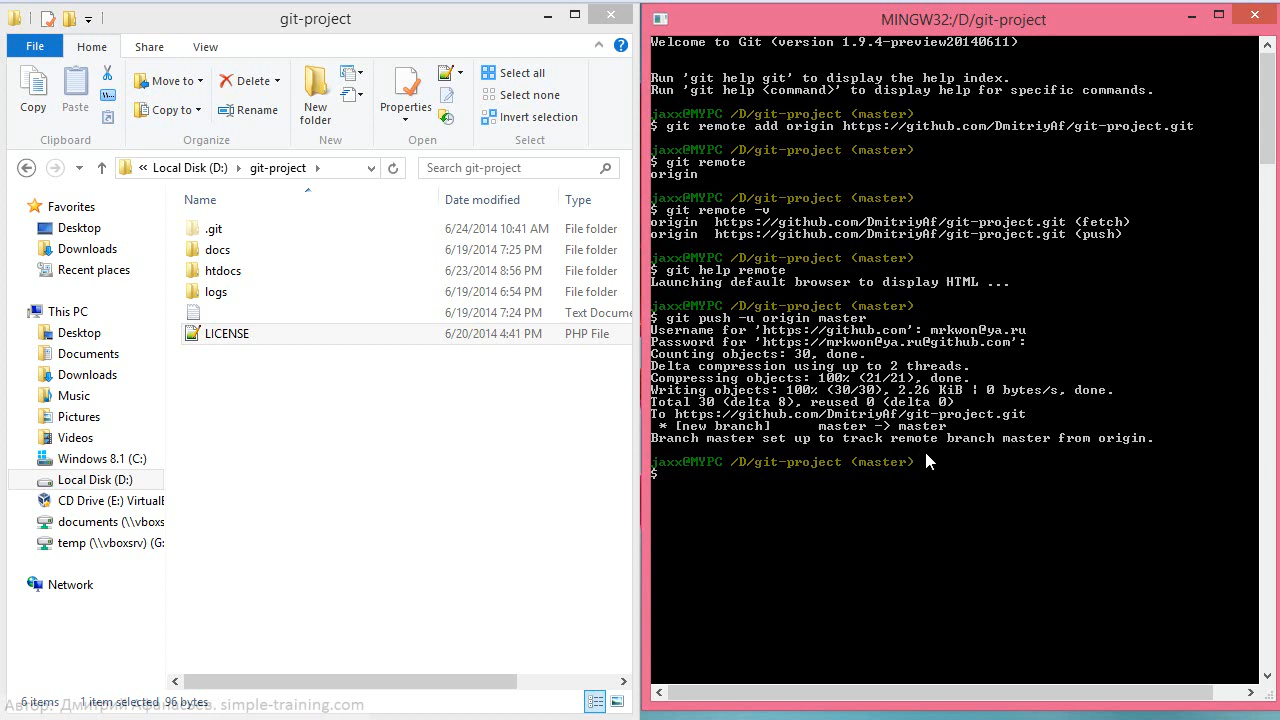 git-project
File Home Share View
Copy
Paste
Clipboard
Move to
Copy to
Delete
Rename
Organize
New folder
New
Properties
Open
Select all
Select none
Invert selection
Select
« Local Disk (D:) git-project
Search git-project
Favorites
Desktop
Downloads
Recent places
This PC
Desktop
Documents
Downloads
Music
Pictures
Videos
Windows 8.1 (C:)
Local Disk (D:)
CD Drive (E:) Virtual
documents (\\vboxs
temp (\\vboxsrv) (G:
Network
Name Date modified Type
.git 6/24/2014 10:41 AM File folder
docs 6/19/2014 7:25 PM File folder
htdocs 6/23/2014 8:56 PM File folder
logs 6/19/2014 6:54 PM File folder
6/19/2014 7:24 PM Text Docume
LICENSE 6/20/2014 4:41 PM PHP File
6 items 1 item selected 96 bytes
simple-training.com
MINGW32:/D/git-project
Welcome to Git (version 1.9.4-preview20140611)
Run 'git help git' to display the help index.
Run 'git help <command>' to display help for specific commands.
jaxx@MYPC /D/git-project (master)
$ git remote add origin https://github.com/DmitriyAf/git-project.git
jaxx@MYPC /D/git-project (master)
$ git remote
origin
jaxx@MYPC /D/git-project (master)
$ git remote -v
origin https://github.com/DmitriyAf/git-project.git (fetch)
origin https://github.com/DmitriyAf/git-project.git (push)
jaxx@MYPC /D/git-project (master)
$ git help remote
Launching default browser to display HTML ...
jaxx@MYPC /D/git-project (master)
$ git push -u origin master
Username for 'https://github.com': mrkwon@ya.ru
Password for 'https://mrkwon@ya.ru@github.com':
Counting objects: 30, done.
Delta compression using up to 2 threads.
Compressing objects: 100% (21/21), done.
Writing objects: 100% (30/30), 2.26 KiB | 0 bytes/s, done.
Total 30 (delta 8), reused 0 (delta 0)
To https://github.com/DmitriyAf/git-project.git
* [new branch] master -> master
Branch master set up to track remote branch master from origin.
jaxx@MYPC /D/git-project (master)
$